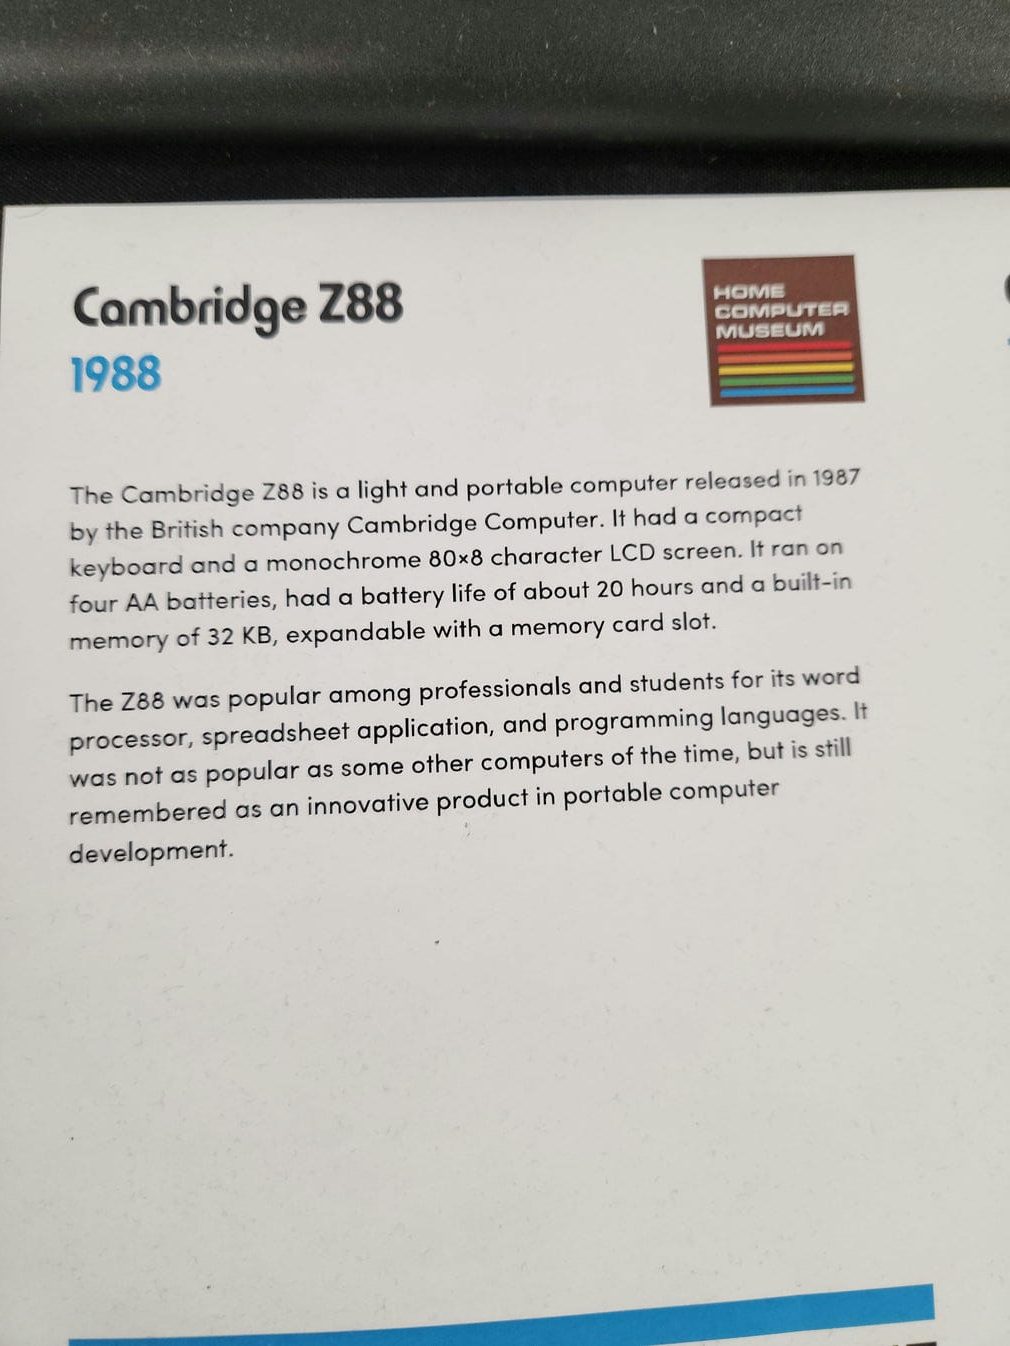 Cambridge Z88
1988
HOME
COMPUTER
MUSEUM
The Cambridge Z88 is a light and portable computer released in 1987
by the British company Cambridge Computer. It had a compact
keyboard and a monochrome 80×8 character LCD screen. It ran on
four AA batteries, had a battery life of about 20 hours and a built-in
memory of 32 KB, expandable with a memory card slot.
The Z88 was popular among professionals and students for its word
processor, spreadsheet application, and programming languages. It
was not as popular as some other computers of the time, but is still
remembered as an innovative product in portable computer
development.